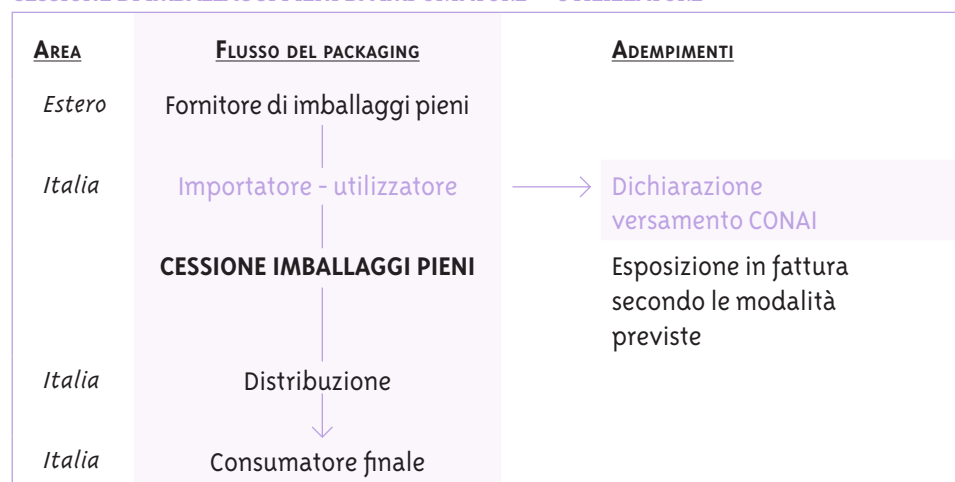 AREA FLUSSO DEL PACKAGING ADEMPIMENTI
Estero Fornitore di imballaggi pieni
Italia Importatore - utilizzatore Dichiarazione
versamento CONAI
CESSIONE IMBALLAGGI PIENI Esposizione in fattura
secondo le modalità
previste
Italia Distribuzione
Italia Consumatore finale